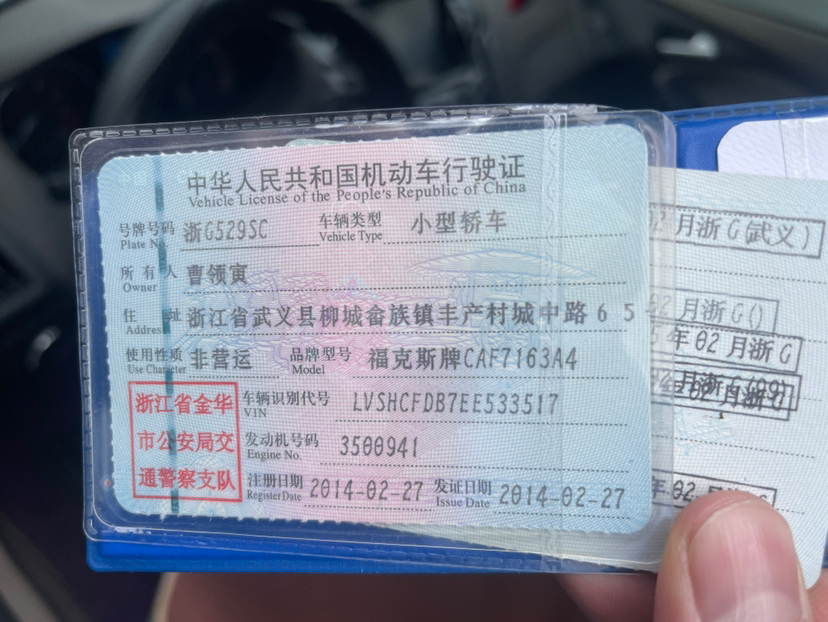 中华人民共和国机动车行驶证
Vehicle License of the People's Republic of China
号牌号码 浙G529SC 车辆类型 小型轿车
Plate No. Vehicle Type
所有人 曹领寅
Owner
住址 浙江省武义县柳城畲族镇丰产村城中路65
Address
使用性质 非营运 品牌型号 福克斯牌CAF7163A4
Use Character Model
浙江省金华
市公安局交
通警察支队
车辆识别代号 LVSHCFDB7EE533517
VIN
发动机号码 3500941
Engine No.
注册日期 2014-02-27 发证日期 2014-02-27
Register Date Issue Date
02月浙G(武义)
02月浙G()
年02月浙G